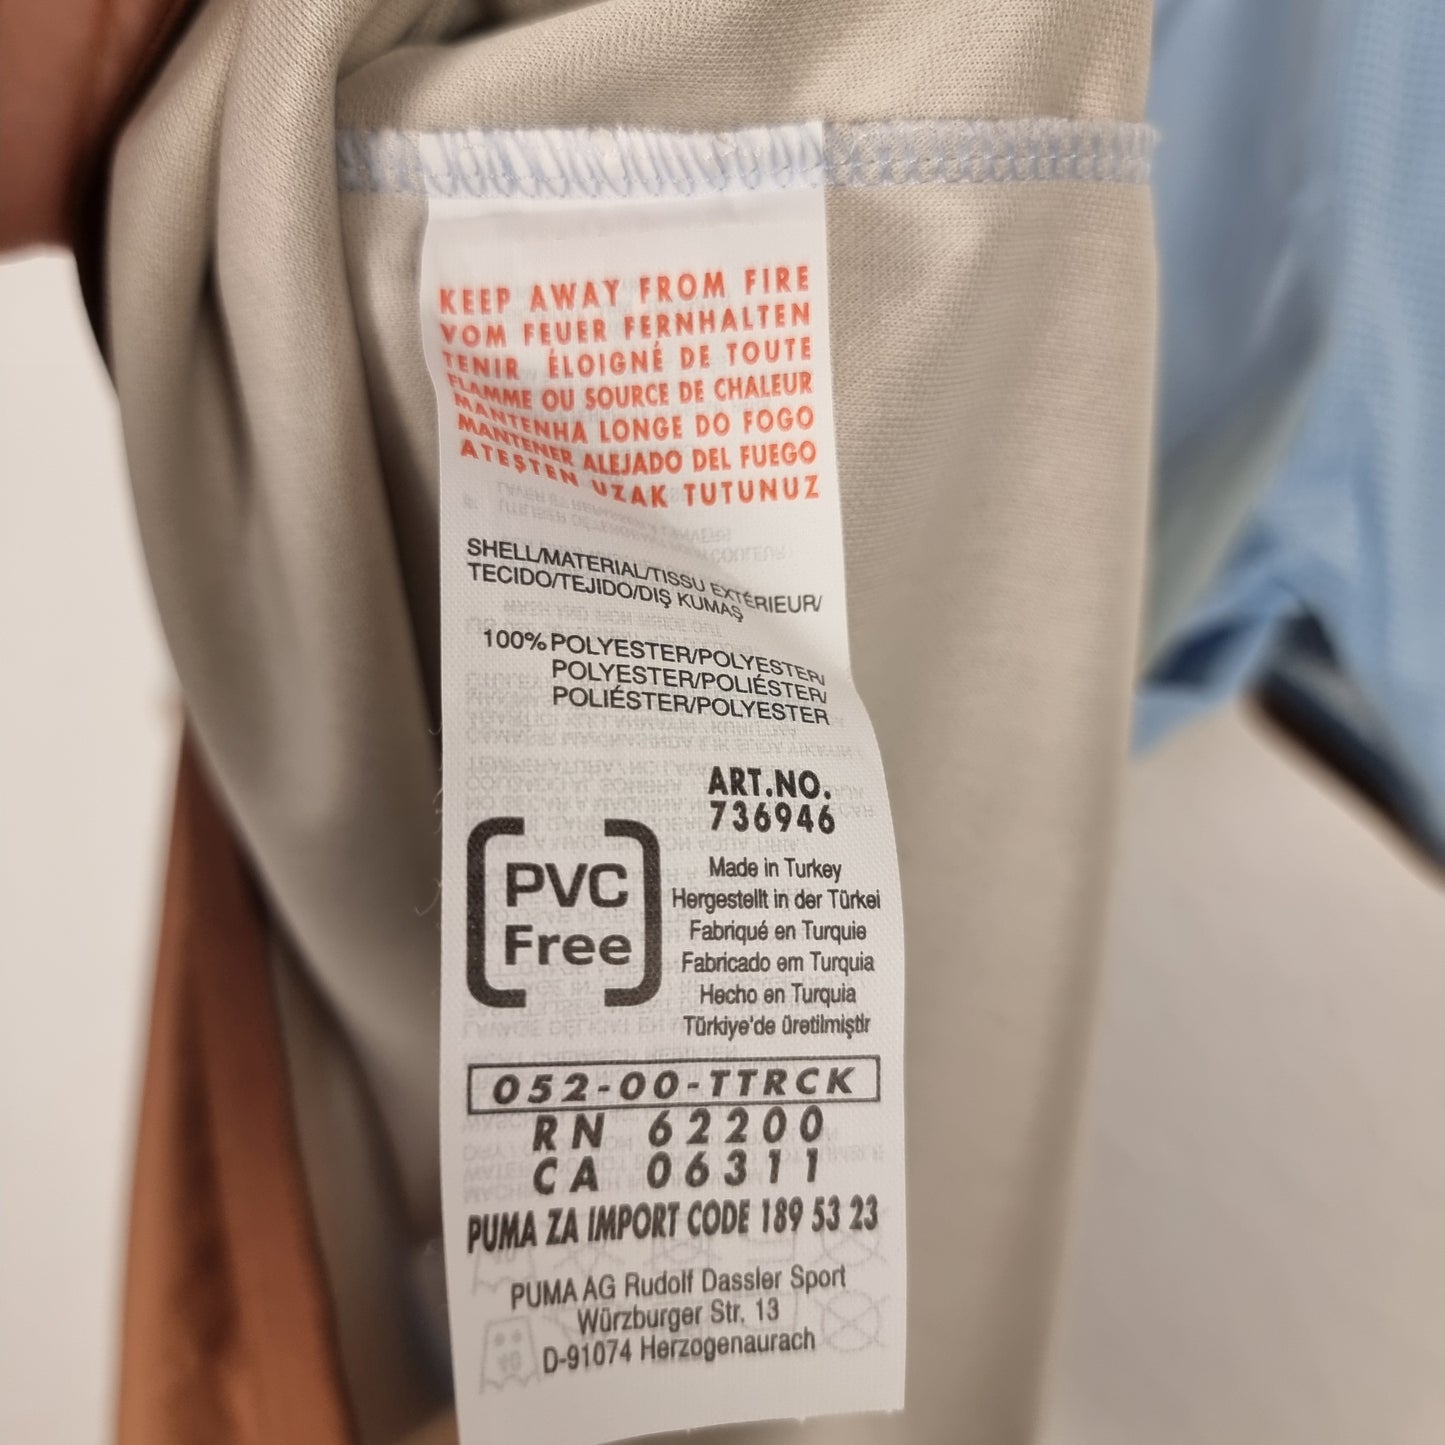 KEEP AWAY FROM FIRE
VOM FEUER FERNHALTEN
TENIR ÉLOIGNÉ DE TOUTE
FLAMME OU SOURCE DE CHALEUR
MANTENHA LONGE DO FOGO
MANTENER ALEJADO DEL FUEGO
ATEŞTEN UZAK TUTUNUZ
SHELL/MATERIAL/TISSU EXTÉRIEUR/
TECIDO/TEJIDO/DIŞ KUMAŞ
100% POLYESTER/POLYESTER/
POLYESTER/POLIÉSTER/
POLIÉSTER/POLYESTER
ART.NO.
736946
PVC
Free
Made in Turkey
Hergestellt in der Türkei
Fabriqué en Turquie
Fabricado em Turquia
Hecho en Turquia
Türkiye'de üretilmiştir
052-00-TTRCK
RN 62200
CA 06311
PUMA ZA IMPORT CODE 189 53 23
PUMA AG Rudolf Dassler Sport
Würzburger Str. 13
D-91074 Herzogenaurach